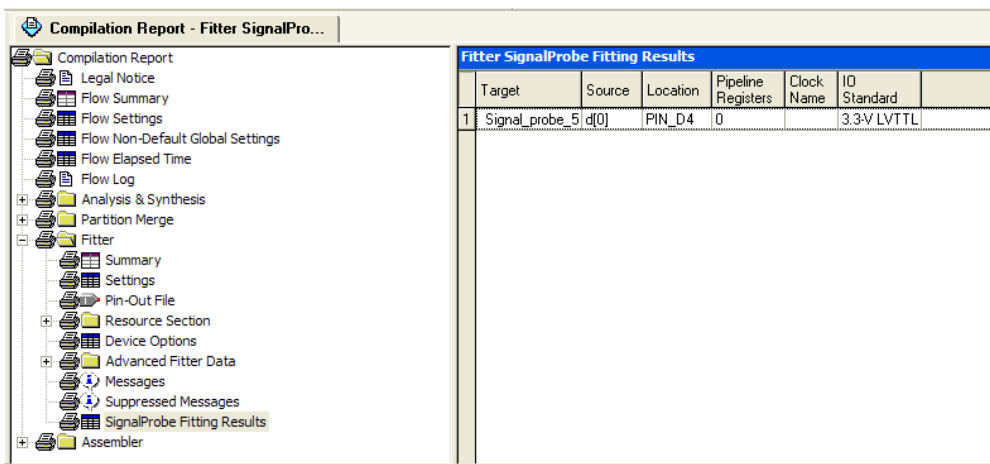 Compilation Report - Fitter SignalPro...
Compilation Report
Legal Notice
Flow Summary
Flow Settings
Flow Non-Default Global Settings
Flow Elapsed Time
Flow Log
Analysis & Synthesis
Partition Merge
Fitter
Summary
Settings
Pin-Out File
Resource Section
Device Options
Advanced Fitter Data
Messages
Suppressed Messages
SignalProbe Fitting Results
Assembler
Fitter SignalProbe Fitting Results
Target Source Location Pipeline Registers Clock Name IO Standard
1 Signal_probe_5 d[0] PIN_D4 0 3.3-V LVTTL